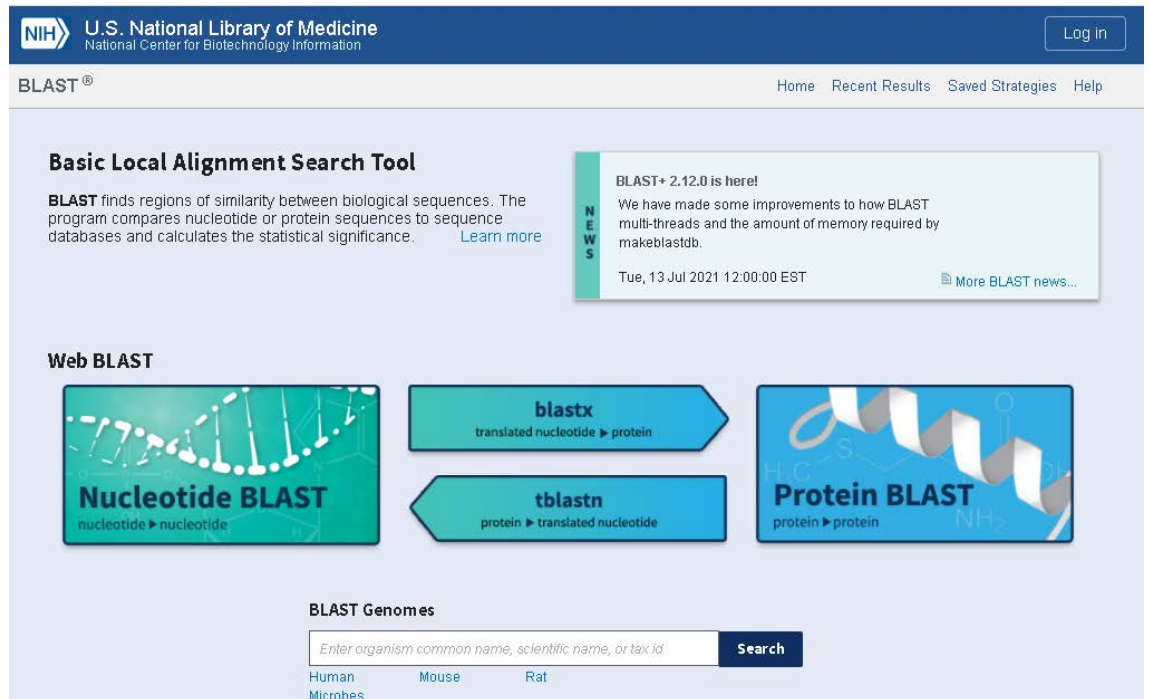 NIH
U.S. National Library of Medicine
National Center for Biotechnology Information
Log in
BLAST ®
Home Recent Results Saved Strategies Help
Basic Local Alignment Search Tool
BLAST finds regions of similarity between biological sequences. The
program compares nucleotide or protein sequences to sequence
databases and calculates the statistical significance. Learn more
NEWS
BLAST+ 2.12.0 is here!
We have made some improvements to how BLAST
multi-threads and the amount of memory required by
makeblastdb.
Tue, 13 Jul 2021 12:00:00 EST
More BLAST news...
Web BLAST
Nucleotide BLAST
nucleotide ▶ nucleotide
blastx
translated nucleotide ▶ protein
tblastn
protein ▶ translated nucleotide
H₃C
S
O
OH
NH₂
Protein BLAST
protein ▶ protein
BLAST Genomes
Enter organism common name, scientific name, or tax id
Search
Human Mouse Rat
Microbes